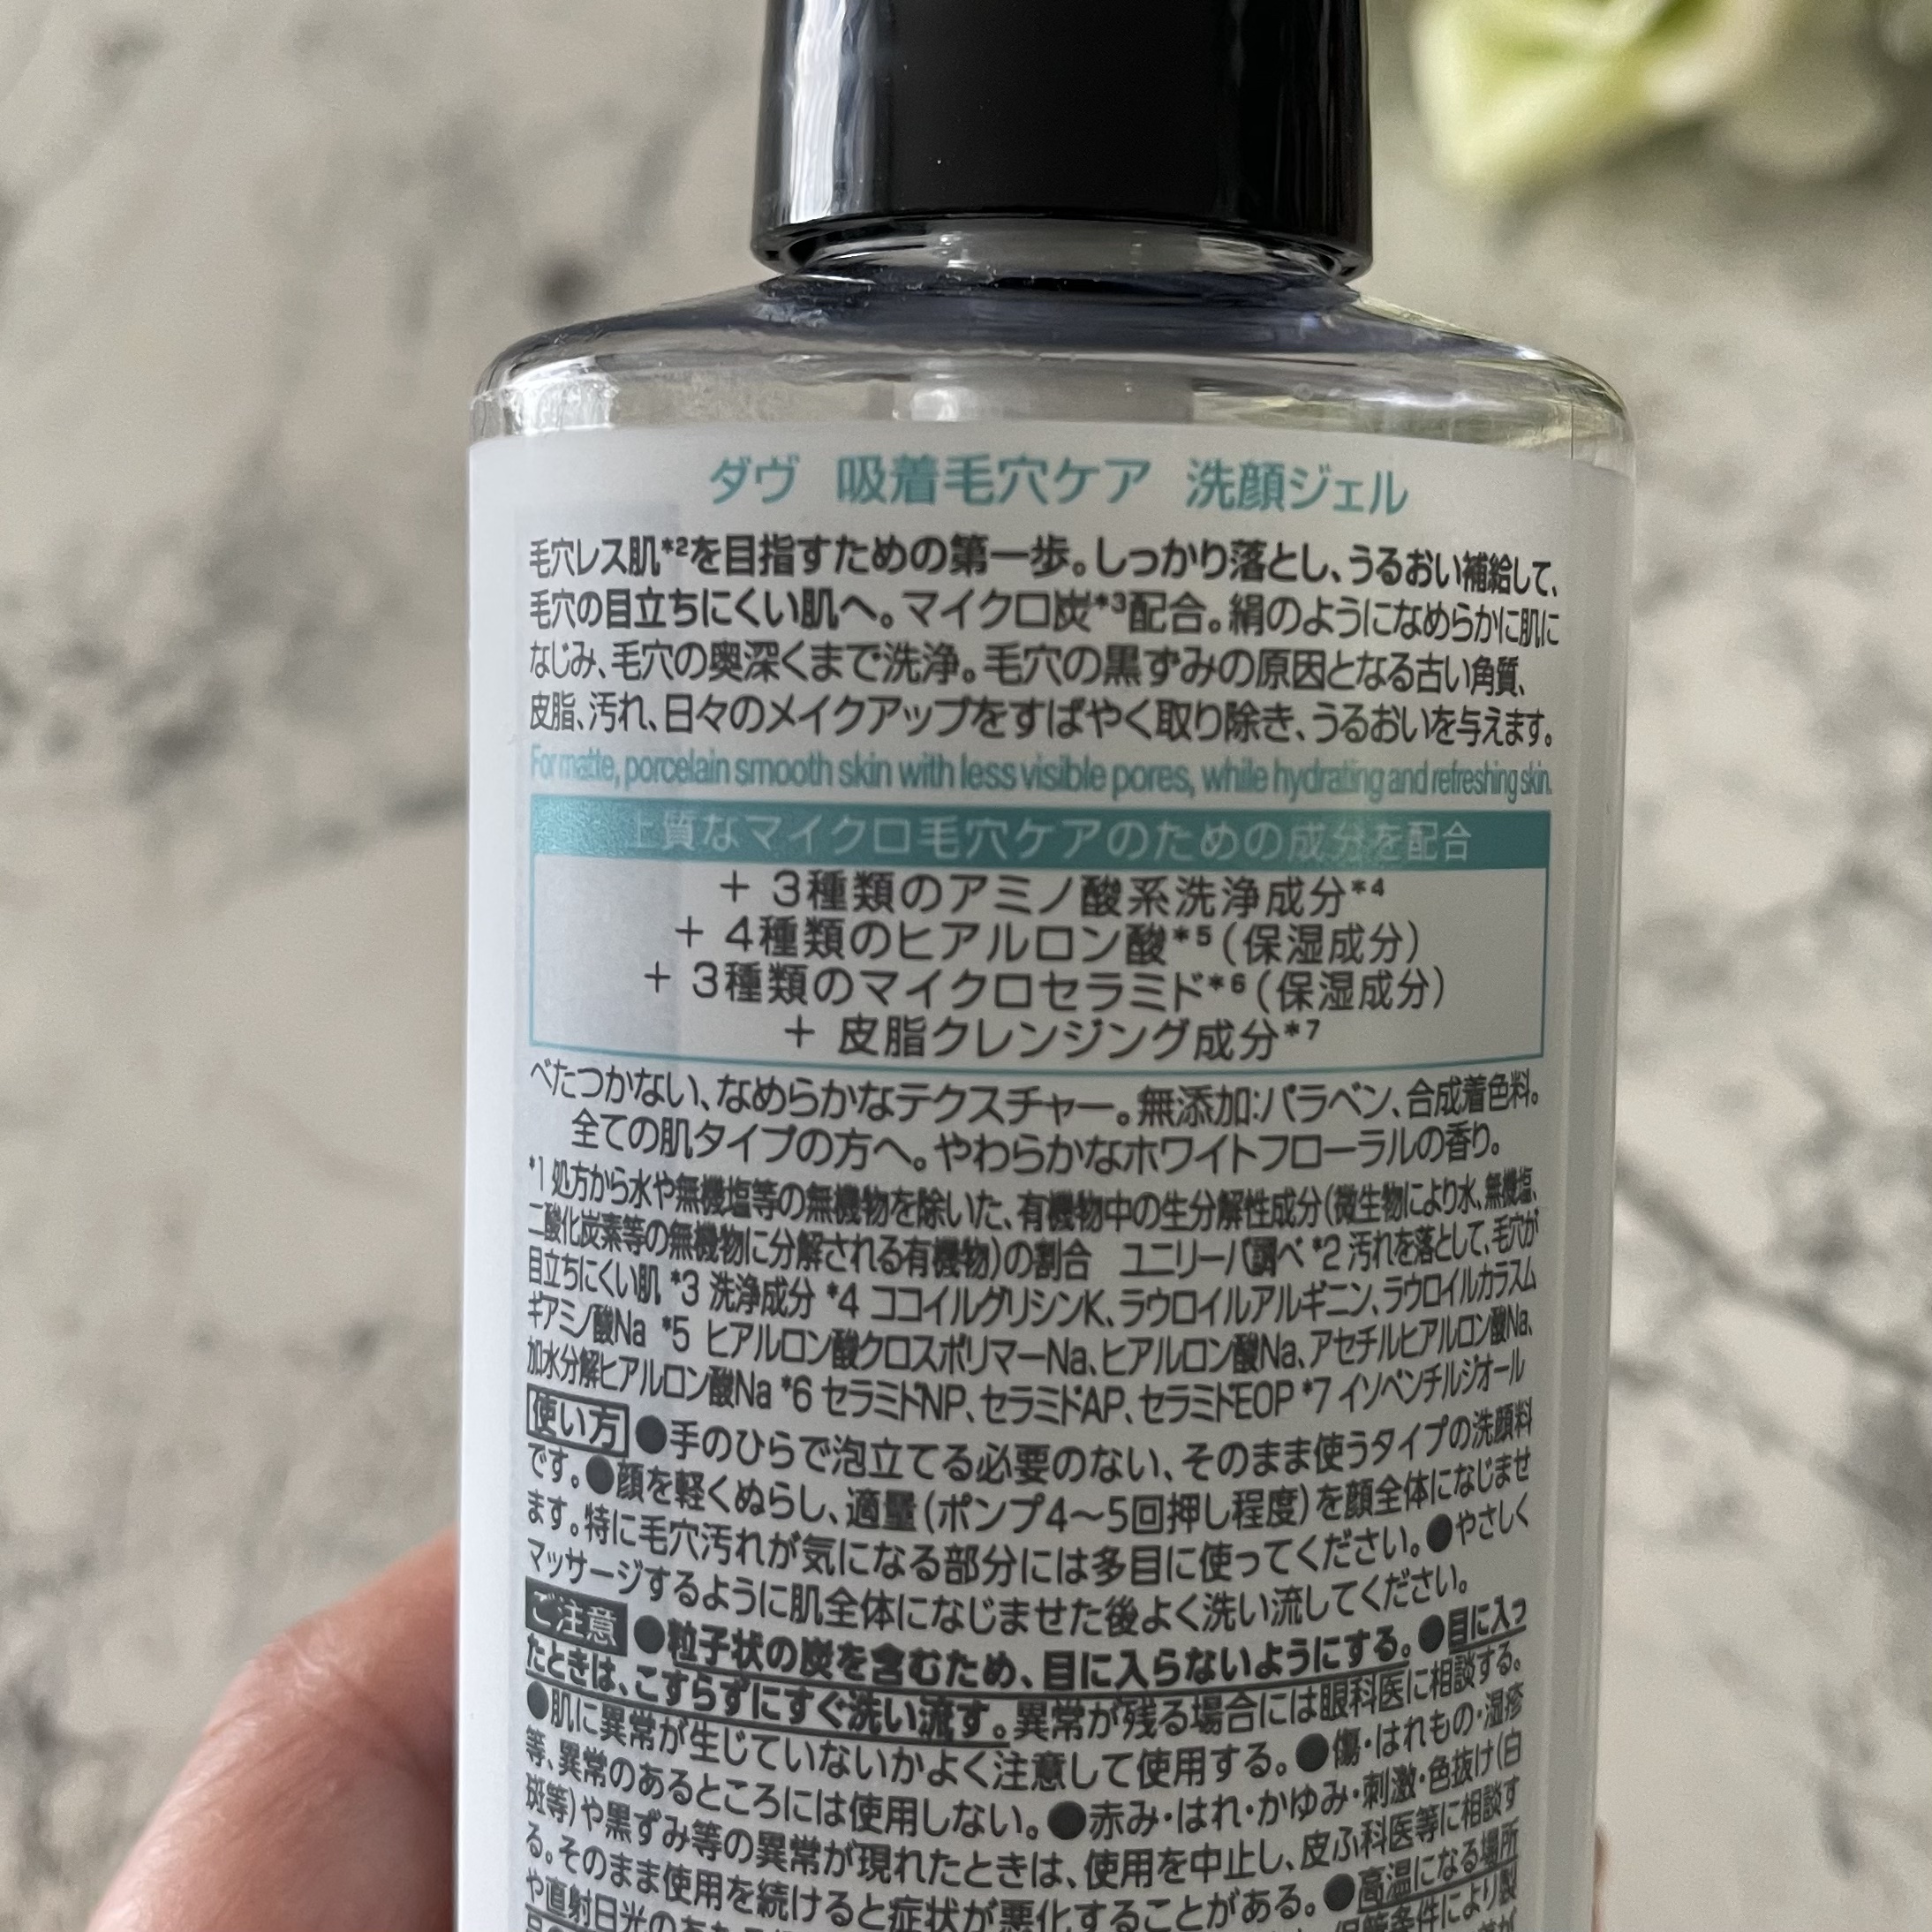 ダヴ 吸着毛穴ケア 洗顔ジェル
毛穴レス肌*2を目指すための第一歩。しっかり落とし、うるおい補給して、
毛穴の目立ちにくい肌へ。マイクロ炭*3配合。絹のようになめらかに肌に
なじみ、毛穴の奥深くまで洗浄。毛穴の黒ずみの原因となる古い角質、
皮脂、汚れ、日々のメイクアップをすばやく取り除き、うるおいを与えます。
For matte, porcelain smooth skin with less visible pores, while hydrating and refreshing skin.
上質なマイクロ毛穴ケアのための成分を配合
+ 3種類のアミノ酸系洗浄成分*4
+ 4種類のヒアルロン酸*5(保湿成分)
+ 3種類のマイクロセラミド*6(保湿成分)
+ 皮脂クレンジング成分*7
べたつかない、なめらかなテクスチャー。無添加:パラベン、合成着色料。
全ての肌タイプの方へ。やわらかなホワイトフローラルの香り。
*1 処方から水や無機塩等の無機物を除いた、有機物中の生分解性成分(微生物により水、無機塩、
二酸化炭素等の無機物に分解される有機物)の割合 ユニリーバ調べ *2 汚れを落として、毛穴が
目立ちにくい肌 *3 洗浄成分 *4 ココイルグリシンK、ラウロイルアルギニン、ラウロイルカラスム
ギアミノ酸Na *5 ヒアルロン酸クロスポリマーNa、ヒアルロン酸Na、アセチルヒアルロン酸Na、
加水分解ヒアルロン酸Na *6 セラミドNP、セラミドAP、セラミドEOP *7 イソペンチルジオール
使い方 ●手のひらで泡立てる必要のない、そのまま使うタイプの洗顔料
です。●顔を軽くぬらし、適量(ポンプ4〜5回押し程度)を顔全体になじませ
ます。特に毛穴汚れが気になる部分には多目に使ってください。●やさしく
マッサージするように肌全体になじませた後よく洗い流してください。
ご注意 ●粒子状の炭を含むため、目に入らないようにする。●目に入っ
たときは、こすらずにすぐ洗い流す。異常が残る場合には眼科医に相談する。
●肌に異常が生じていないかよく注意して使用する。●傷・はれもの・湿疹
等、異常のあるところには使用しない。●赤み・はれ・かゆみ・刺激・色抜け(白
斑等)や黒ずみ等の異常が現れたときは、使用を中止し、皮ふ科医等に相談す
る。そのまま使用を続けると症状が悪化することがある。●高温になる場所
や直射日光の 保管条件により製